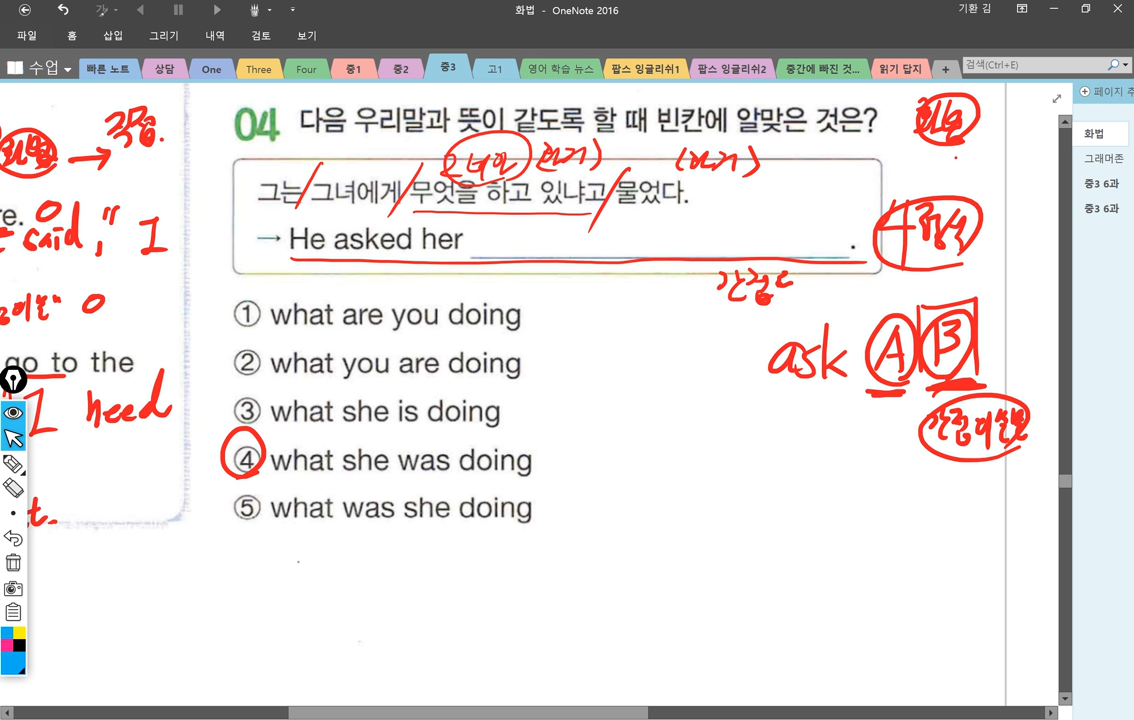 화법 - OneNote 2016
기환 김
파일 홈 삽입 그리기 내역 검토 보기
수업 빠른 노트 상담 One Three Four 중1 중2 중3 고1 영어 학습 뉴스 팝스 잉글리쉬1 팝스 잉글리쉬2 중간에 빠진 것... 읽기 답지 + 검색(Ctrl+E)
페이지 추
화법
그래머존
중3 6과
중3 6과
04 다음 우리말과 뜻이 같도록 할 때 빈칸에 알맞은 것은?
그는 그녀에게 무엇을 하고 있냐고 물었다.
→ He asked her .
간접
① what are you doing
② what you are doing
③ what she is doing
④ what she was doing
⑤ what was she doing
ask A B
간접의문문
re.
said, " I
go to the
I need
t.